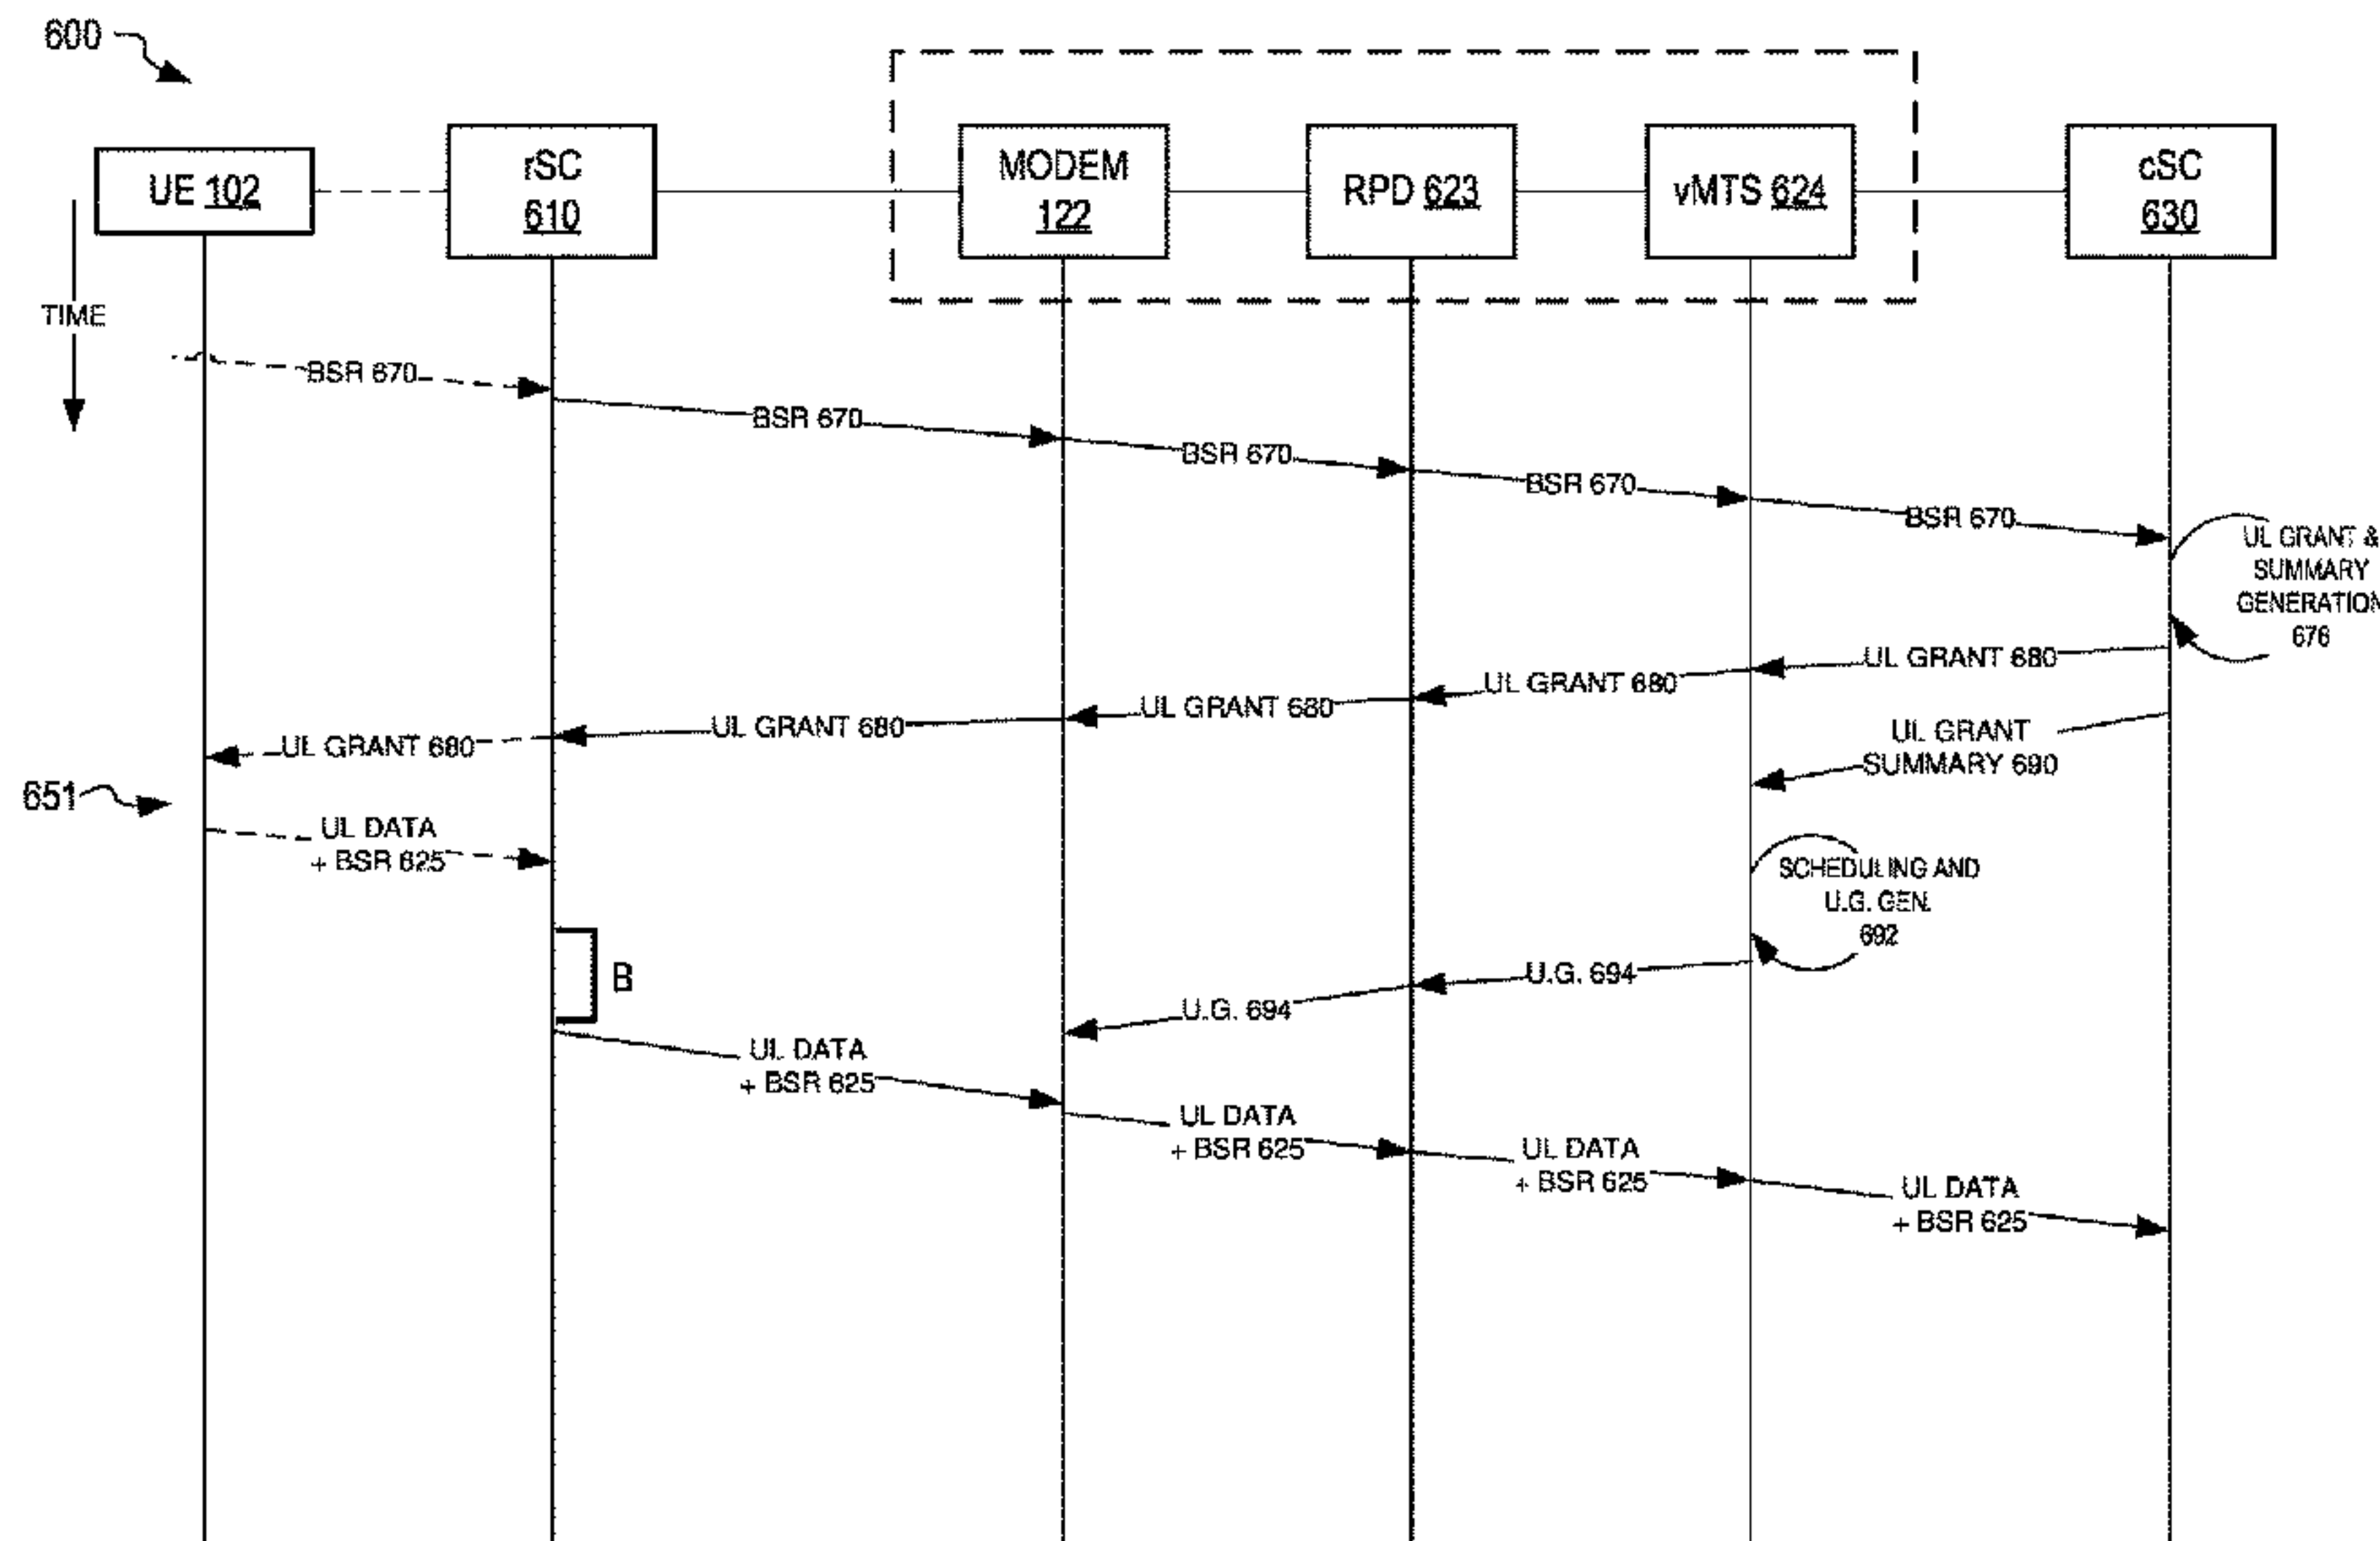 600
UE 102
rSC
610
MODEM
122
RPD 623
vMTS 624
cSC
630
TIME
BSR 670
BSR 670
BSR 670
BSR 670
BSR 670
UL GRANT &
SUMMARY
GENERATION
676
UL GRANT 680
UL GRANT 680
UL GRANT 680
UL GRANT 680
UL GRANT 680
UL GRANT
SUMMARY 690
651
UL DATA
+ BSR 625
SCHEDULING AND
U.G. GEN.
692
B
U.G. 694
U.G. 694
UL DATA
+ BSR 625
UL DATA
+ BSR 625
UL DATA
+ BSR 625
UL DATA
+ BSR 625